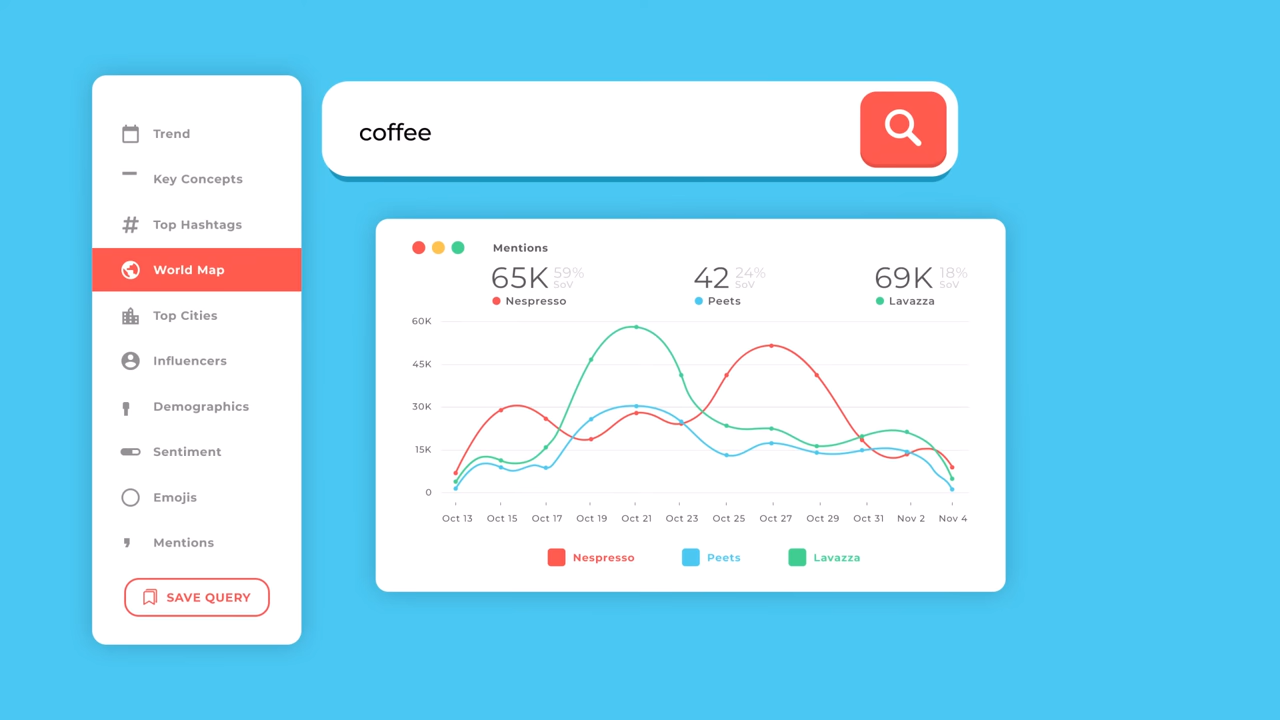 Trend
Key Concepts
Top Hashtags
World Map
Top Cities
Influencers
Demographics
Sentiment
Emojis
Mentions
SAVE QUERY
coffee
Mentions
65K 59% SoV
42 24% SoV
69K 18% SoV
Nespresso
Peets
Lavazza
60K
45K
30K
15K
0
Oct 13 Oct 15 Oct 17 Oct 19 Oct 21 Oct 23 Oct 25 Oct 27 Oct 29 Oct 31 Nov 2 Nov 4
Nespresso Peets Lavazza